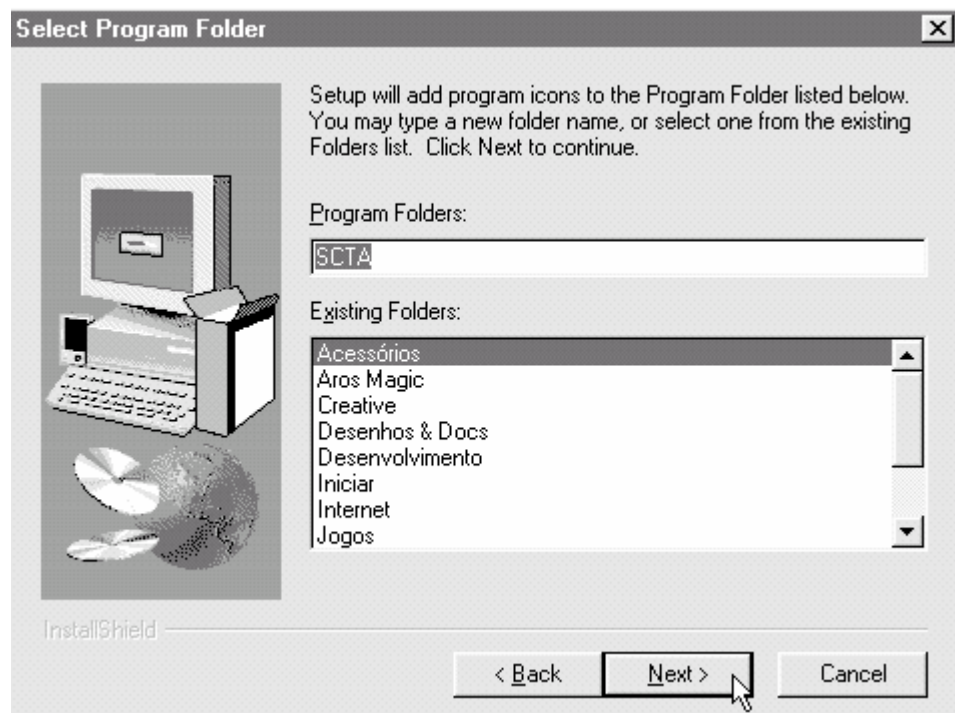 Select Program Folder
Setup will add program icons to the Program Folder listed below.
You may type a new folder name, or select one from the existing
Folders list. Click Next to continue.
Program Folders:
SCTA
Existing Folders:
Acessórios
Aros Magic
Creative
Desenhos & Docs
Desenvolvimento
Iniciar
Internet
Jogos
InstallShield
< Back
Next >
Cancel